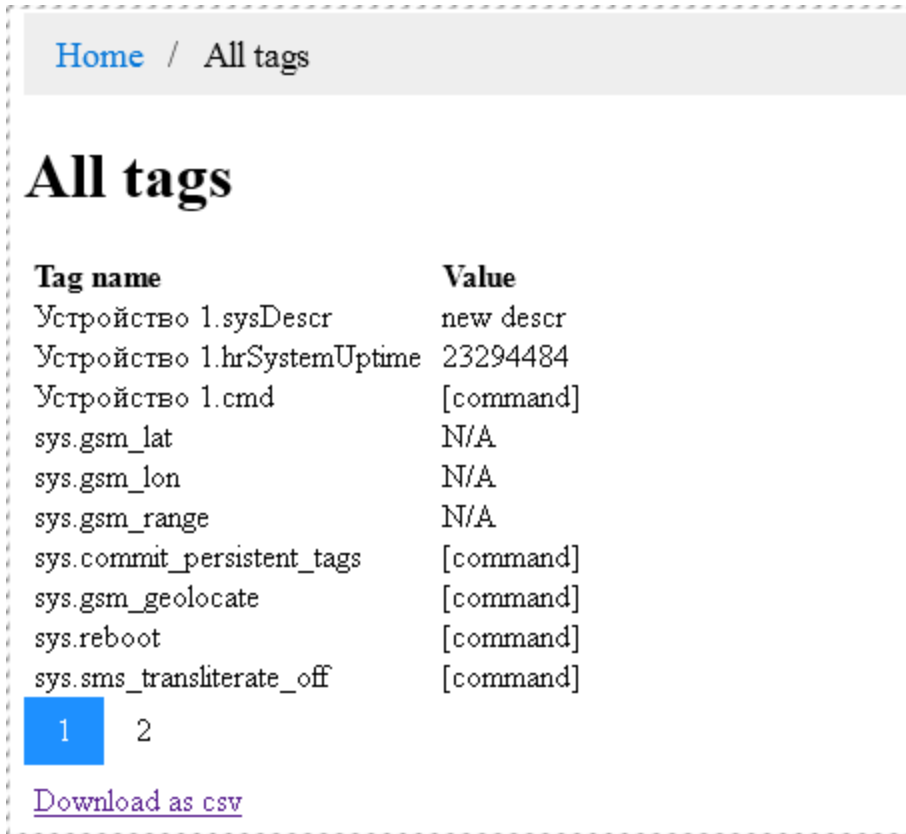 Home / All tags
All tags
Tag name Value
Устройство 1.sysDescr new descr
Устройство 1.hrSystemUptime 23294484
Устройство 1.cmd [command]
sys.gsm_lat N/A
sys.gsm_lon N/A
sys.gsm_range N/A
sys.commit_persistent_tags [command]
sys.gsm_geolocate [command]
sys.reboot [command]
sys.sms_transliterate_off [command]
1 2
Download as csv